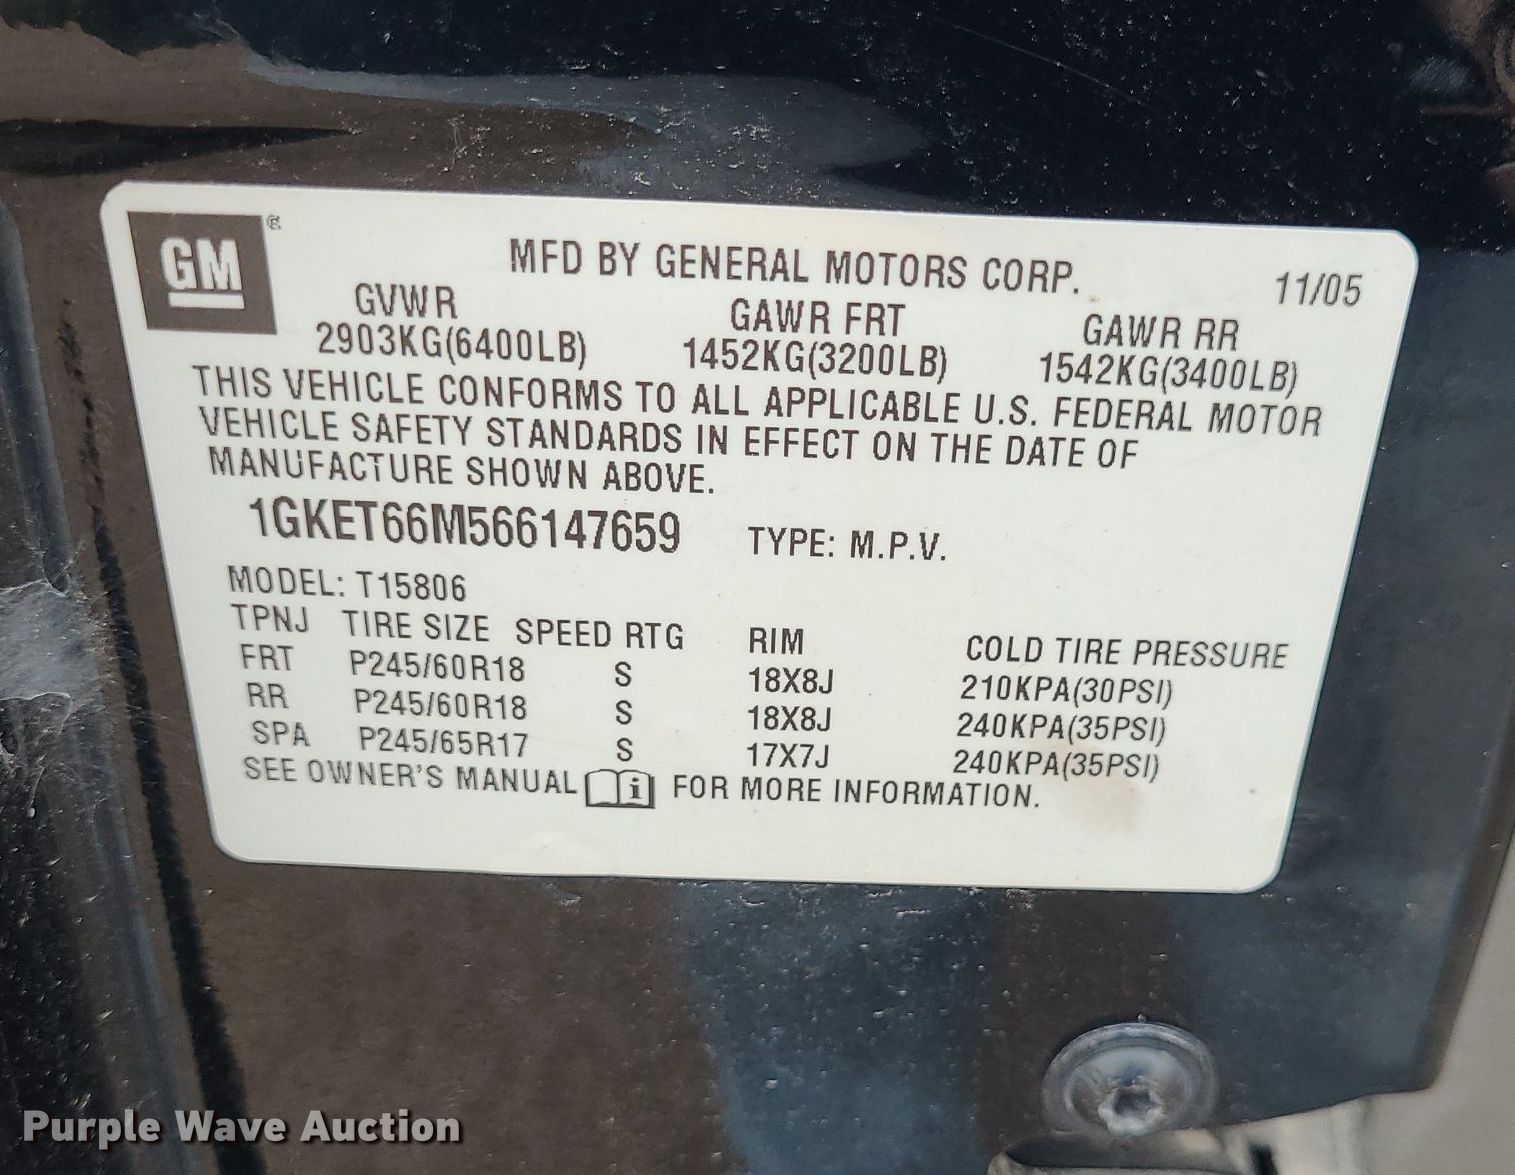 GM
MFD BY GENERAL MOTORS CORP. 11/05
GVWR GAWR FRT GAWR RR
2903KG(6400LB) 1452KG(3200LB) 1542KG(3400LB)
THIS VEHICLE CONFORMS TO ALL APPLICABLE U.S. FEDERAL MOTOR
VEHICLE SAFETY STANDARDS IN EFFECT ON THE DATE OF
MANUFACTURE SHOWN ABOVE.
1GKET66M566147659 TYPE: M.P.V.
MODEL: T15806
TPNJ TIRE SIZE SPEED RTG RIM COLD TIRE PRESSURE
FRT P245/60R18 S 18X8J 210KPA(30PSI)
RR P245/60R18 S 18X8J 240KPA(35PSI)
SPA P245/65R17 S 17X7J 240KPA(35PSI)
SEE OWNER'S MANUAL i FOR MORE INFORMATION.
Purple Wave Auction